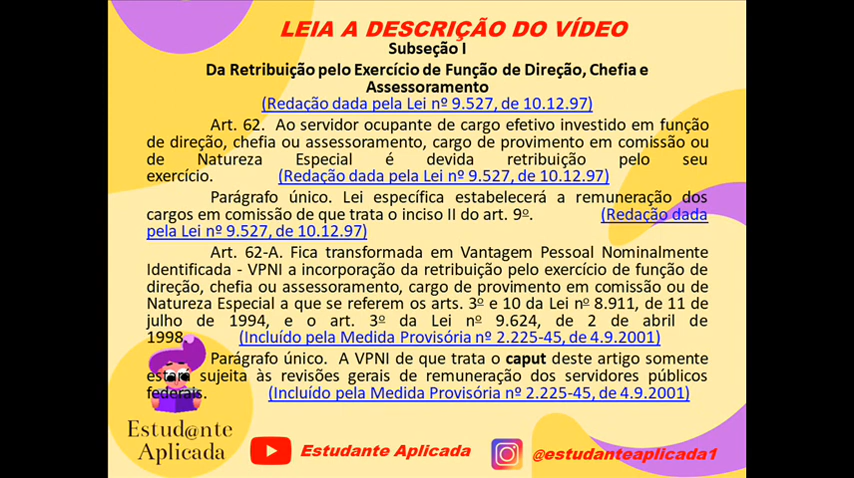 LEIA A DESCRIÇÃO DO VÍDEO
Subseção I
Da Retribuição pelo Exercício de Função de Direção, Chefia e
Assessoramento
(Redação dada pela Lei nº 9.527, de 10.12.97)
Art. 62. Ao servidor ocupante de cargo efetivo investido em função
de direção, chefia ou assessoramento, cargo de provimento em comissão ou
de Natureza Especial é devida retribuição pelo seu
exercício. (Redação dada pela Lei nº 9.527, de 10.12.97)
Parágrafo único. Lei específica estabelecerá a remuneração dos
cargos em comissão de que trata o inciso II do art. 9º. (Redação dada
pela Lei nº 9.527, de 10.12.97)
Art. 62-A. Fica transformada em Vantagem Pessoal Nominalmente
Identificada - VPNI a incorporação da retribuição pelo exercício de função de
direção, chefia ou assessoramento, cargo de provimento em comissão ou de
Natureza Especial a que se referem os arts. 3º e 10 da Lei nº 8.911, de 11 de
julho de 1994, e o art. 3º da Lei nº 9.624, de 2 de abril de
1998. (Incluído pela Medida Provisória nº 2.225-45, de 4.9.2001)
Parágrafo único. A VPNI de que trata o caput deste artigo somente
estará sujeita às revisões gerais de remuneração dos servidores públicos
federais. (Incluído pela Medida Provisória nº 2.225-45, de 4.9.2001)
Estud@nte
Aplicada
Estudante Aplicada
@estudanteaplicada1